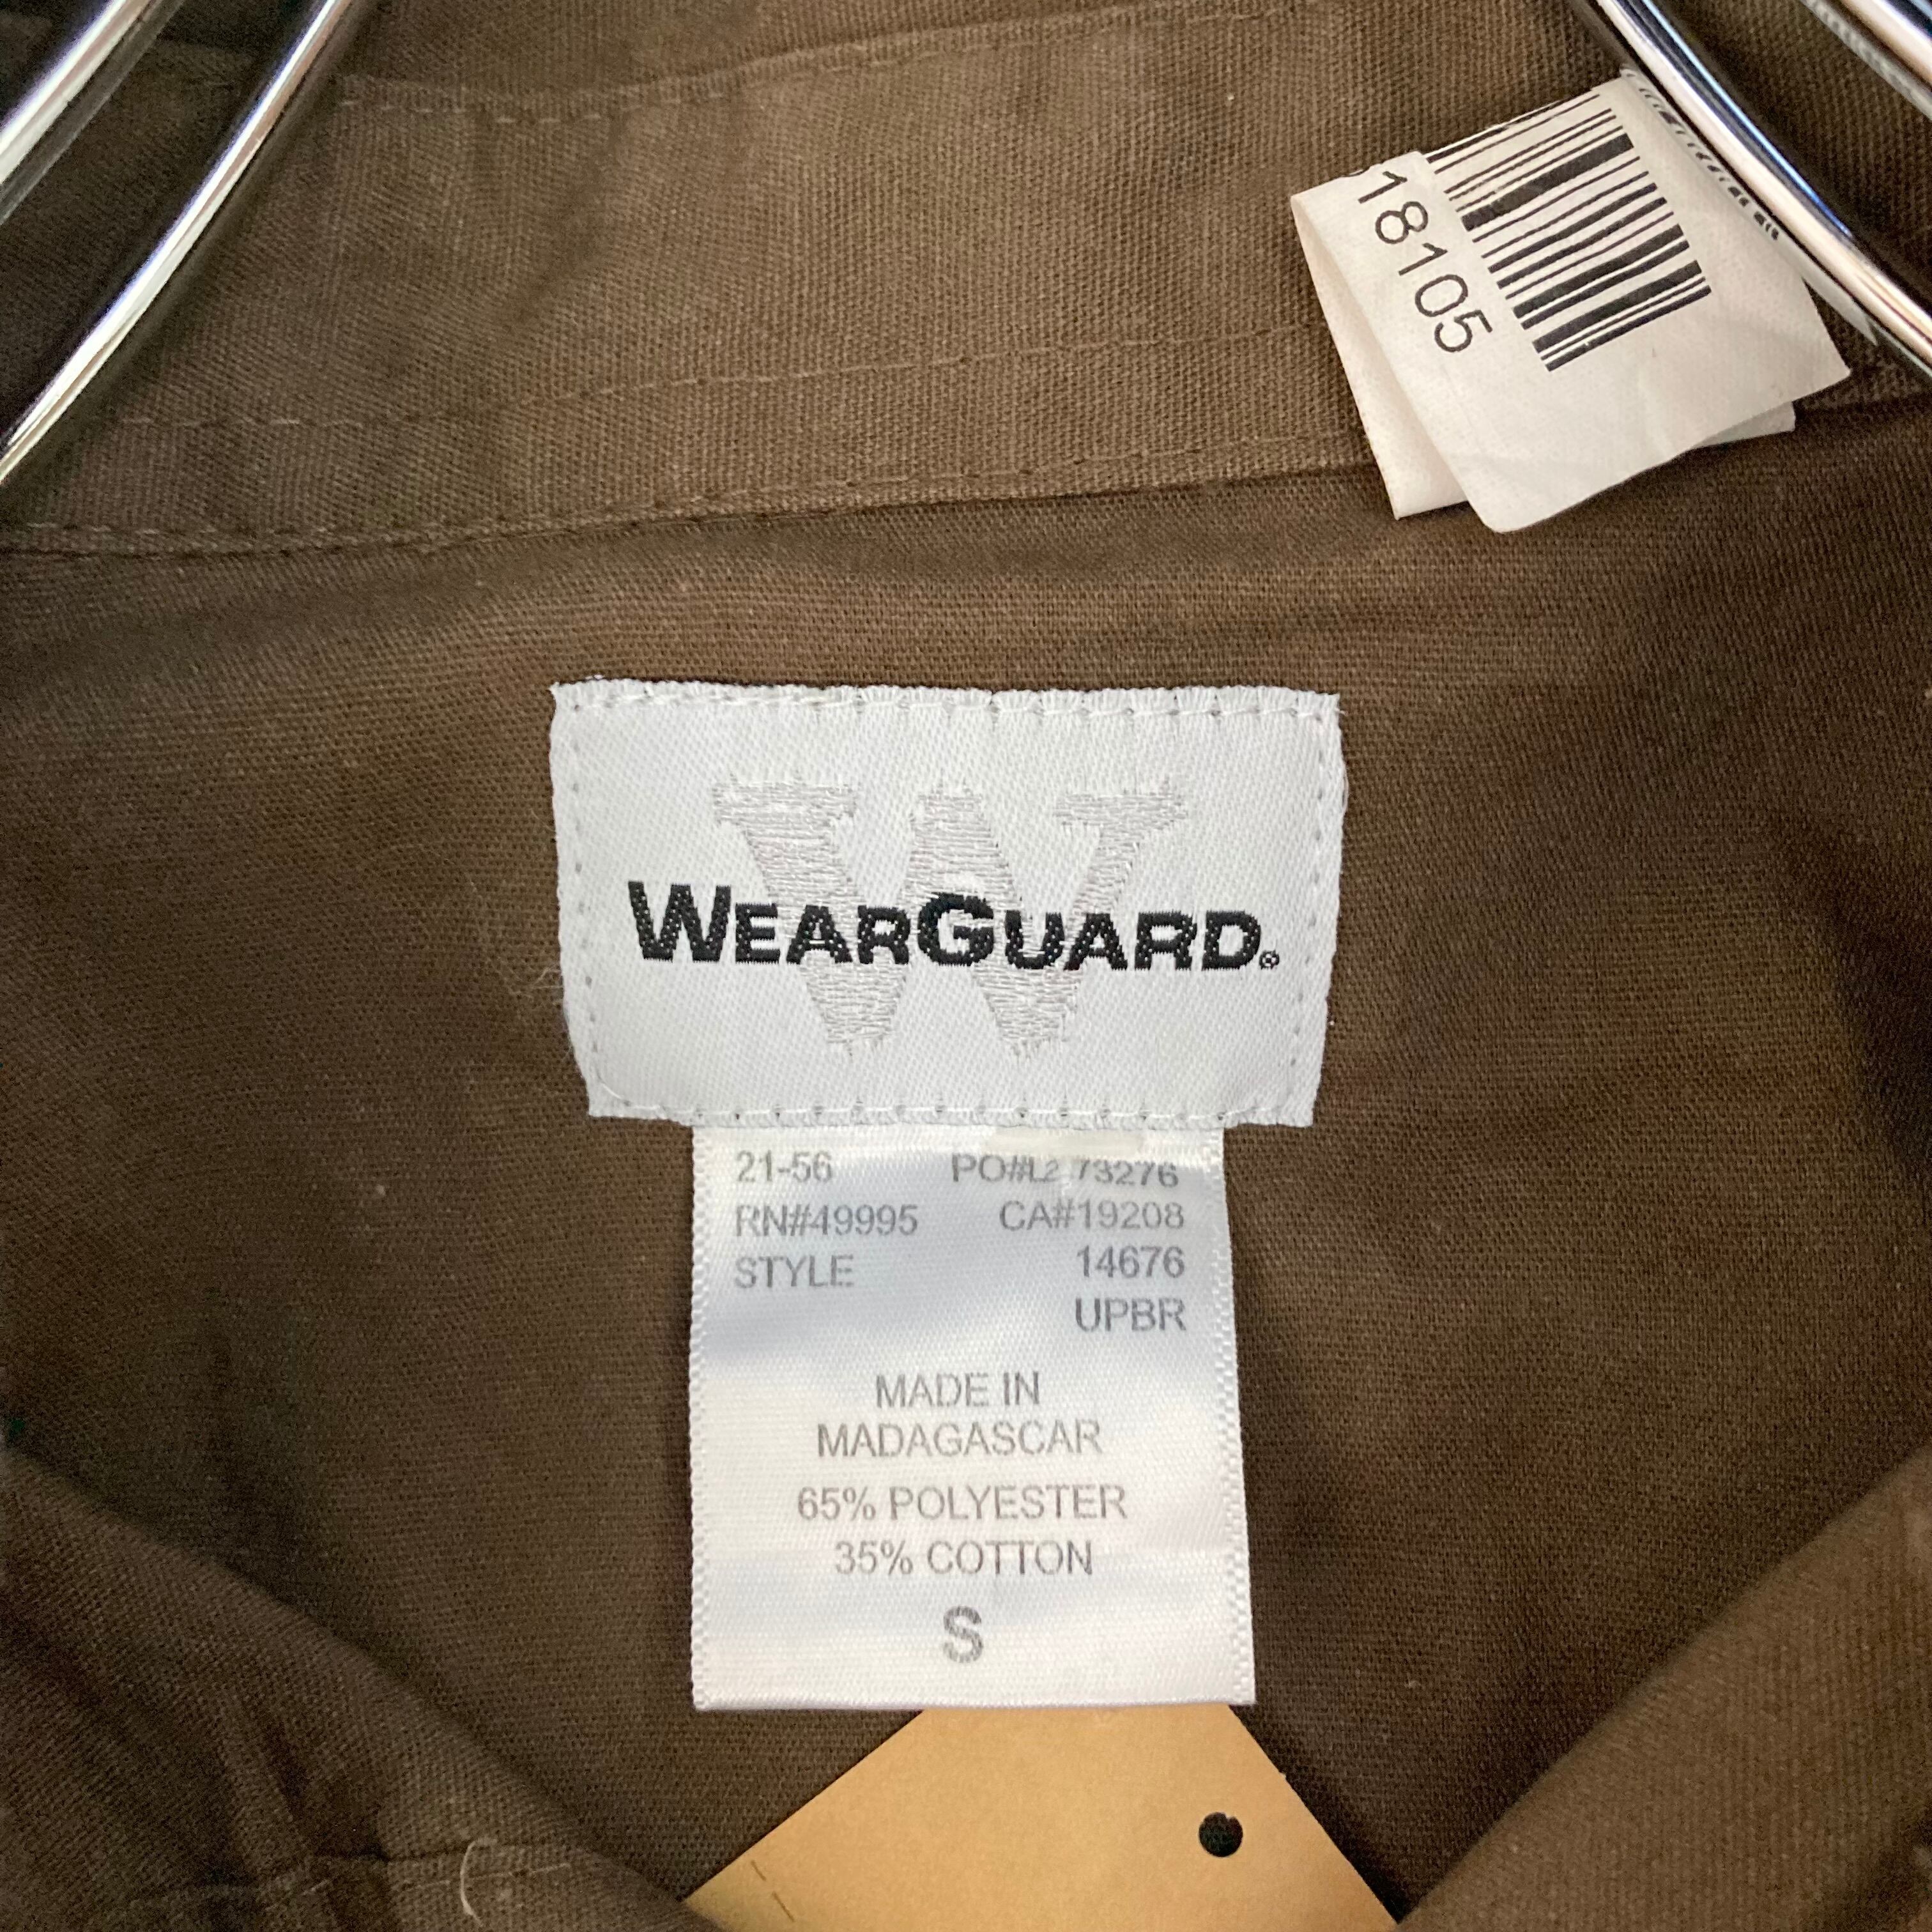 18105
W
WEARGUARD®
21-56 PO#L273276
RN#49995 CA#19208
STYLE 14676
UPBR
MADE IN
MADAGASCAR
65% POLYESTER
35% COTTON
S